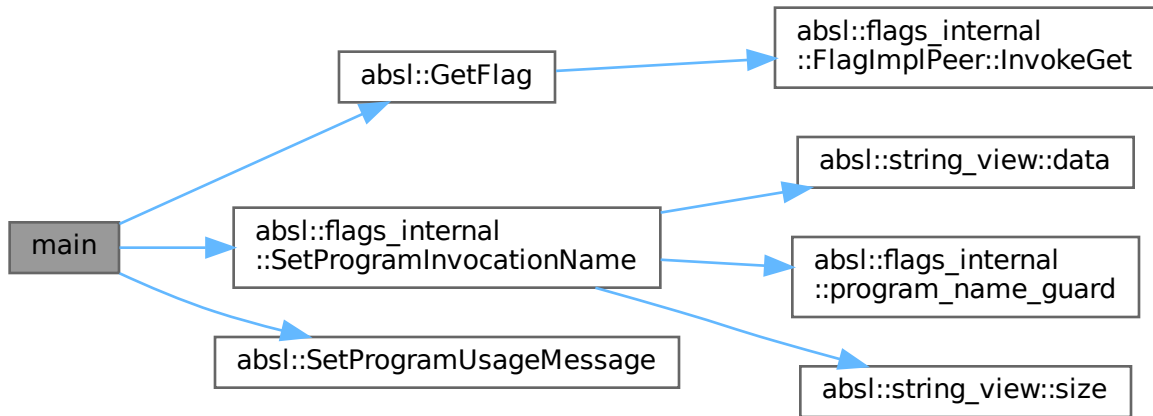 main
absl::GetFlag
absl::flags_internal
::FlagImplPeer::InvokeGet
absl::flags_internal
::SetProgramInvocationName
absl::string_view::data
absl::flags_internal
::program_name_guard
absl::string_view::size
absl::SetProgramUsageMessage